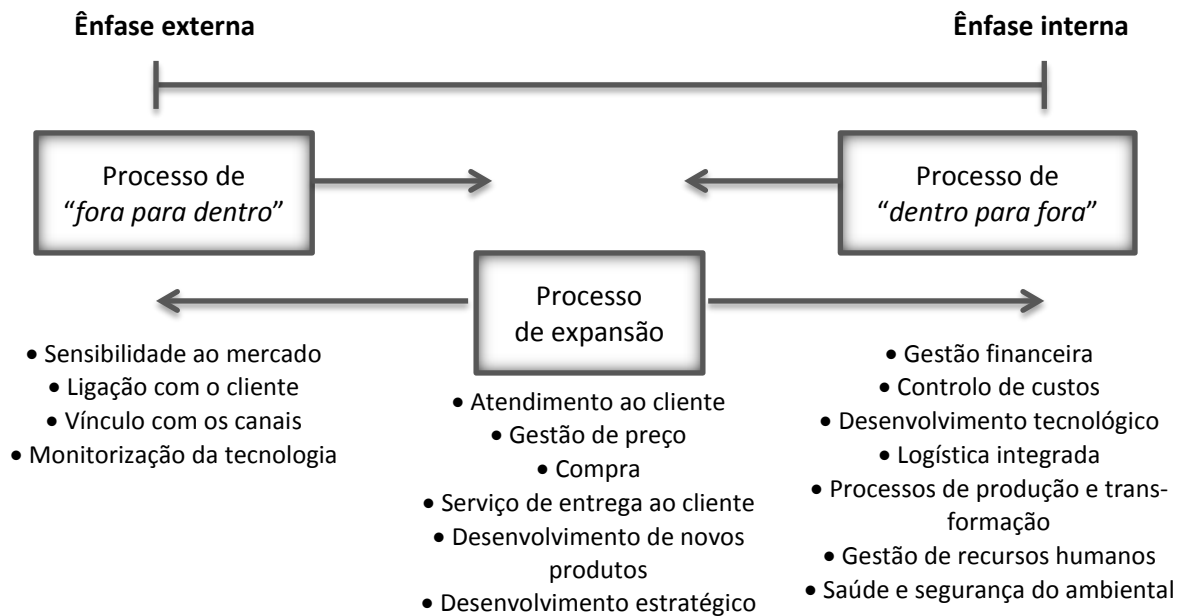 Ênfase externa
Ênfase interna
Processo de
“fora para dentro”
Processo de
“dentro para fora”
Processo
de expansão
• Sensibilidade ao mercado
• Ligação com o cliente
• Vínculo com os canais
• Monitorização da tecnologia
• Atendimento ao cliente
• Gestão de preço
• Compra
• Serviço de entrega ao cliente
• Desenvolvimento de novos
produtos
• Desenvolvimento estratégico
• Gestão financeira
• Controlo de custos
• Desenvolvimento tecnológico
• Logística integrada
• Processos de produção e trans-
formação
• Gestão de recursos humanos
• Saúde e segurança do ambiental